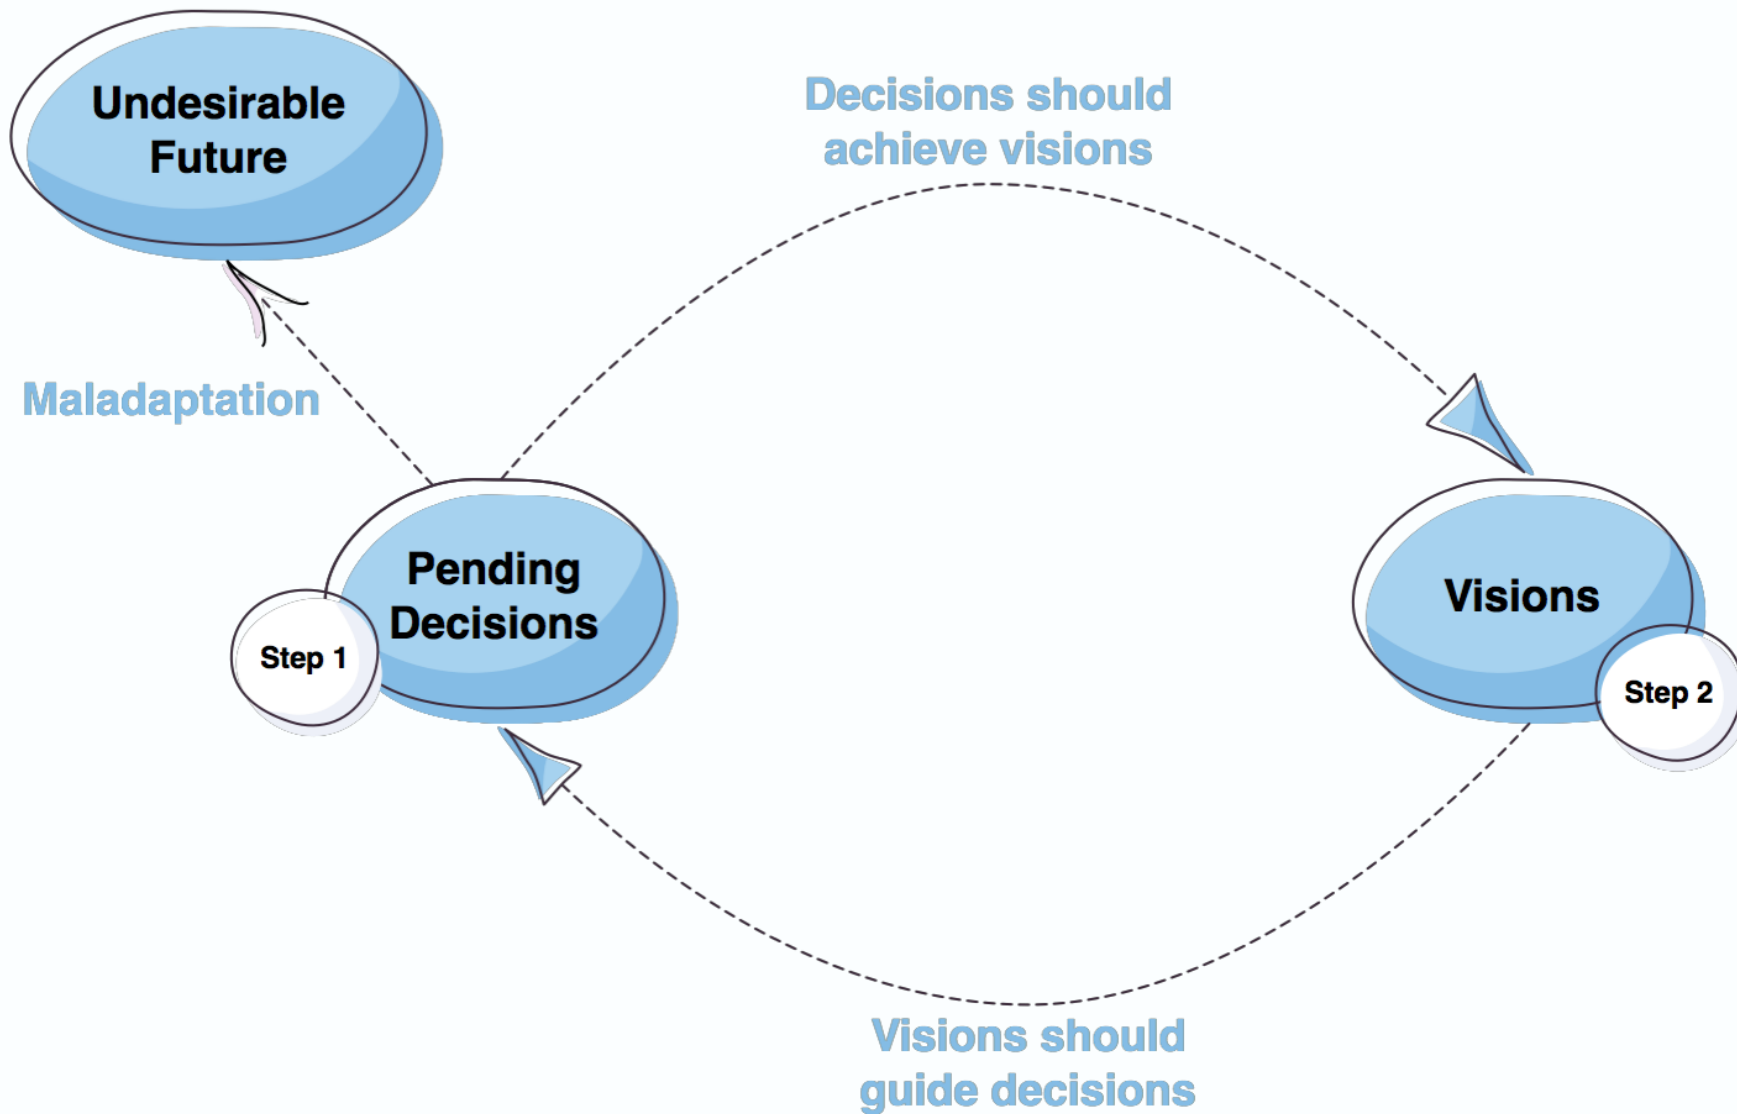 Undesirable
Future
Decisions should
achieve visions
Maladaptation
Pending
Decisions
Step 1
Visions
Step 2
Visions should
guide decisions